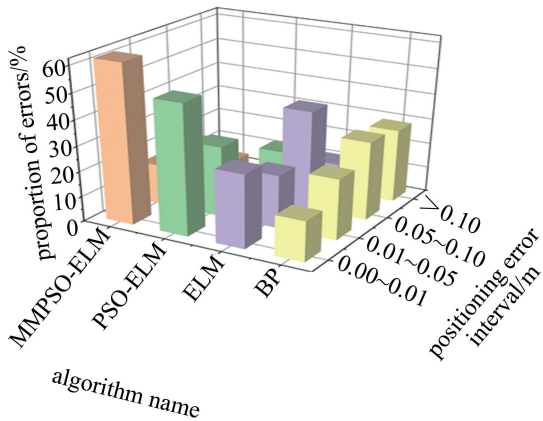 proportion of errors/%
60
50
40
30
20
10
0
MMPSO-ELM
PSO-ELM
ELM
BP
algorithm name
0.00~0.01
0.01~0.05
0.05~0.10
>0.10
positioning error
interval/m